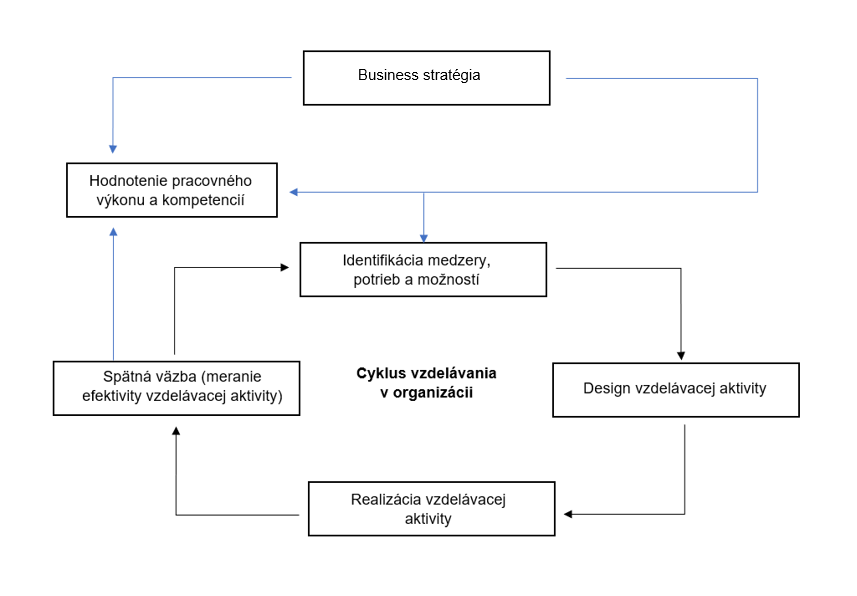 Business stratégia
Hodnotenie pracovného
výkonu a kompetencií
Identifikácia medzery,
potrieb a možností
Spätná väzba (meranie
efektivity vzdelávacej aktivity)
Cyklus vzdelávania
v organizácii
Design vzdelávacej aktivity
Realizácia vzdelávacej
aktivity